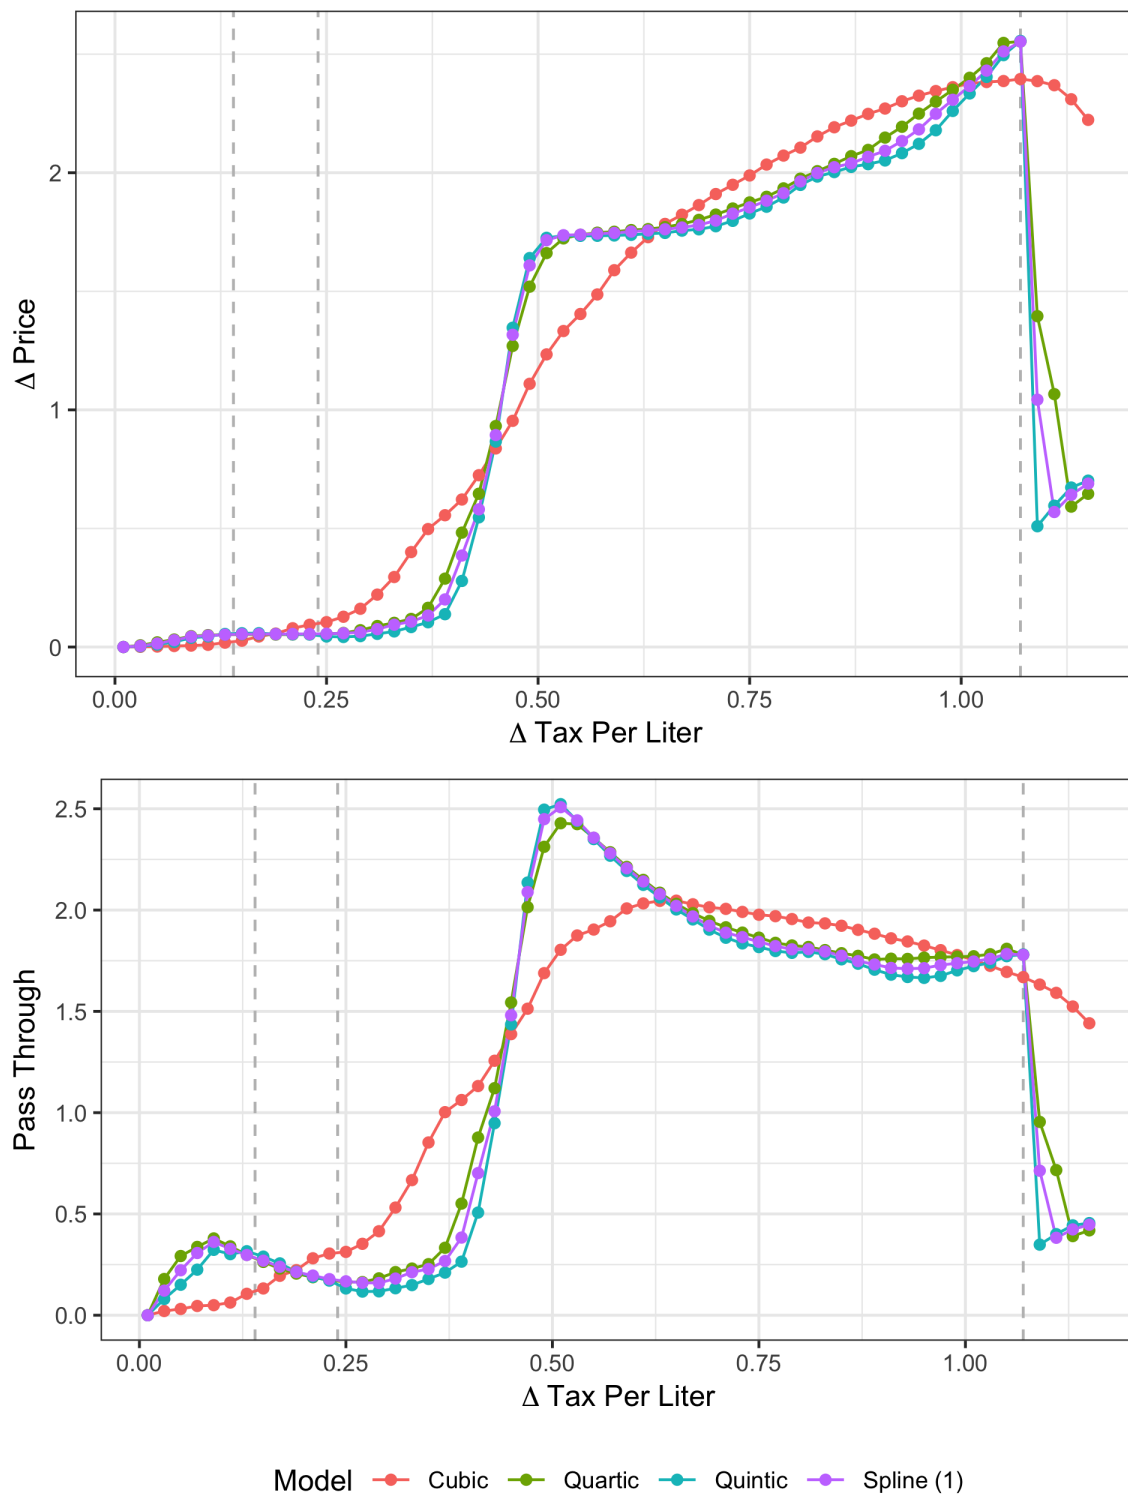 2
1
0
Δ Price
0.00 0.25 0.50 0.75 1.00
Δ Tax Per Liter
2.5
2.0
1.5
1.0
0.5
0.0
Pass Through
0.00 0.25 0.50 0.75 1.00
Δ Tax Per Liter
Model Cubic Quartic Quintic Spline (1)